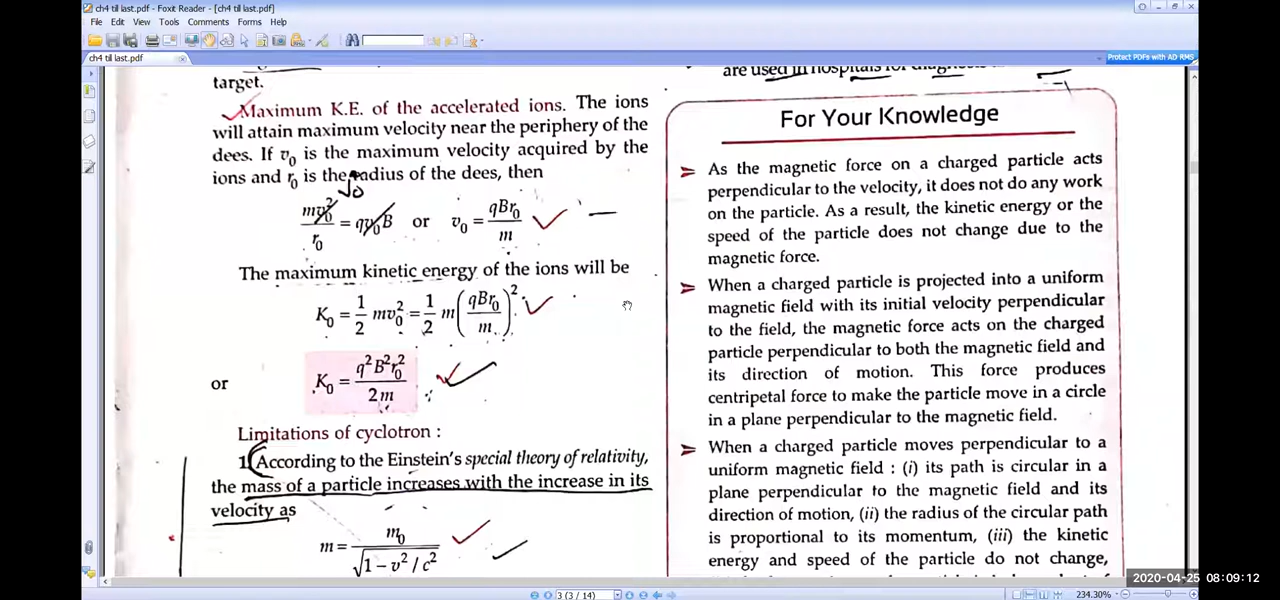 ch4 till last.pdf - Foxit Reader - [ch4 till last.pdf]
File Edit View Tools Comments Forms Help
ch4 till last.pdf
Protect PDFs with AD RMS
target.
Maximum K.E. of the accelerated ions. The ions
will attain maximum velocity near the periphery of the
dees. If v₀ is the maximum velocity acquired by the
ions and r₀ is the radius of the dees, then
mv₀²/r₀ = qv₀B or v₀ = qBr₀/m
The maximum kinetic energy of the ions will be
K₀ = 1/2 mv₀² = 1/2 m(qBr₀/m)²
or K₀ = q²B²r₀²/2m
Limitations of cyclotron :
1. According to the Einstein's special theory of relativity,
the mass of a particle increases with the increase in its
velocity as
m = m₀/√1 − v²/c²
are used in hospitals for
For Your Knowledge
➢ As the magnetic force on a charged particle acts
perpendicular to the velocity, it does not do any work
on the particle. As a result, the kinetic energy or the
speed of the particle does not change due to the
magnetic force.
➢ When a charged particle is projected into a uniform
magnetic field with its initial velocity perpendicular
to the field, the magnetic force acts on the charged
particle perpendicular to both the magnetic field and
its direction of motion. This force produces
centripetal force to make the particle move in a circle
in a plane perpendicular to the magnetic field.
➢ When a charged particle moves perpendicular to a
uniform magnetic field : (i) its path is circular in a
plane perpendicular to the magnetic field and its
direction of motion, (ii) the radius of the circular path
is proportional to its momentum, (iii) the kinetic
energy and speed of the particle do not change,
3 (3 / 14)
234.30%
2020-04-25 08:09:12